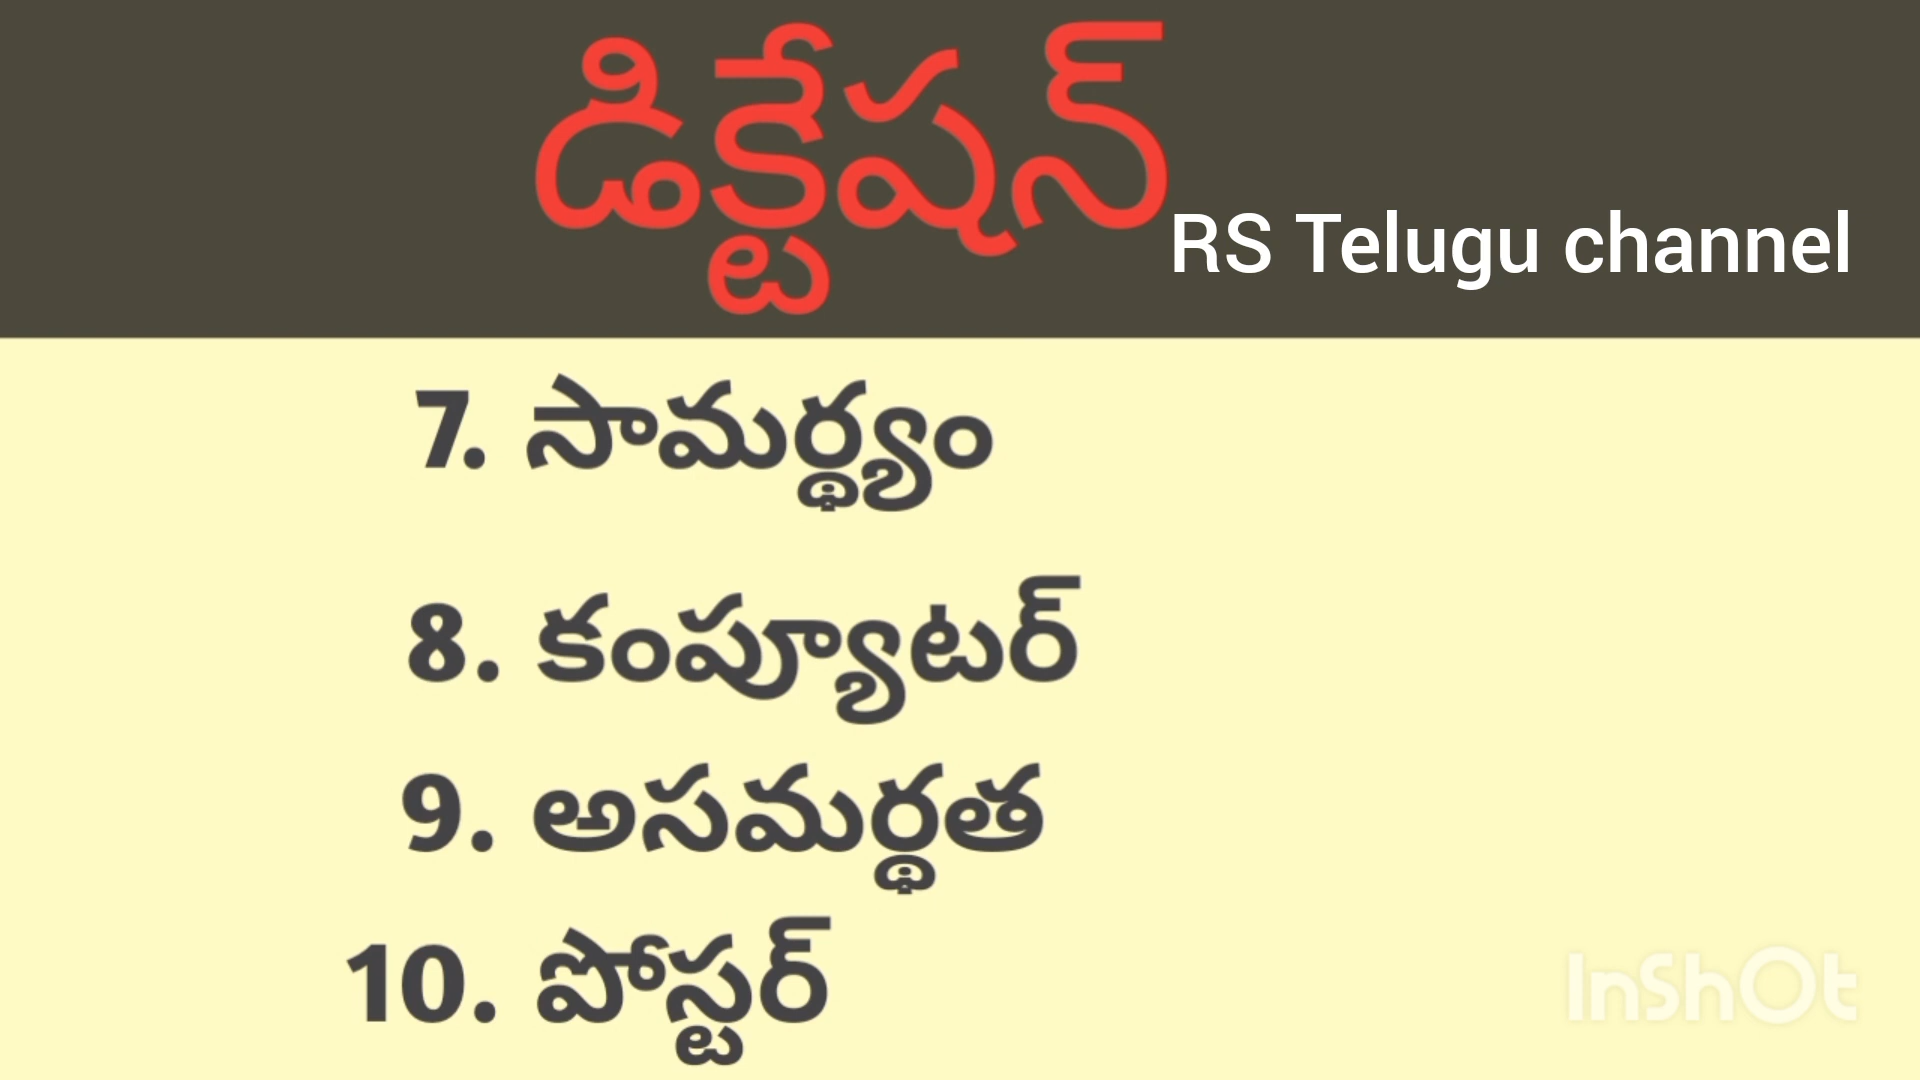 డిక్టేషన్
RS Telugu channel
7. సామర్థ్యం
8. కంప్యూటర్
9. అసమర్థత
10. పోస్టర్
InShOt